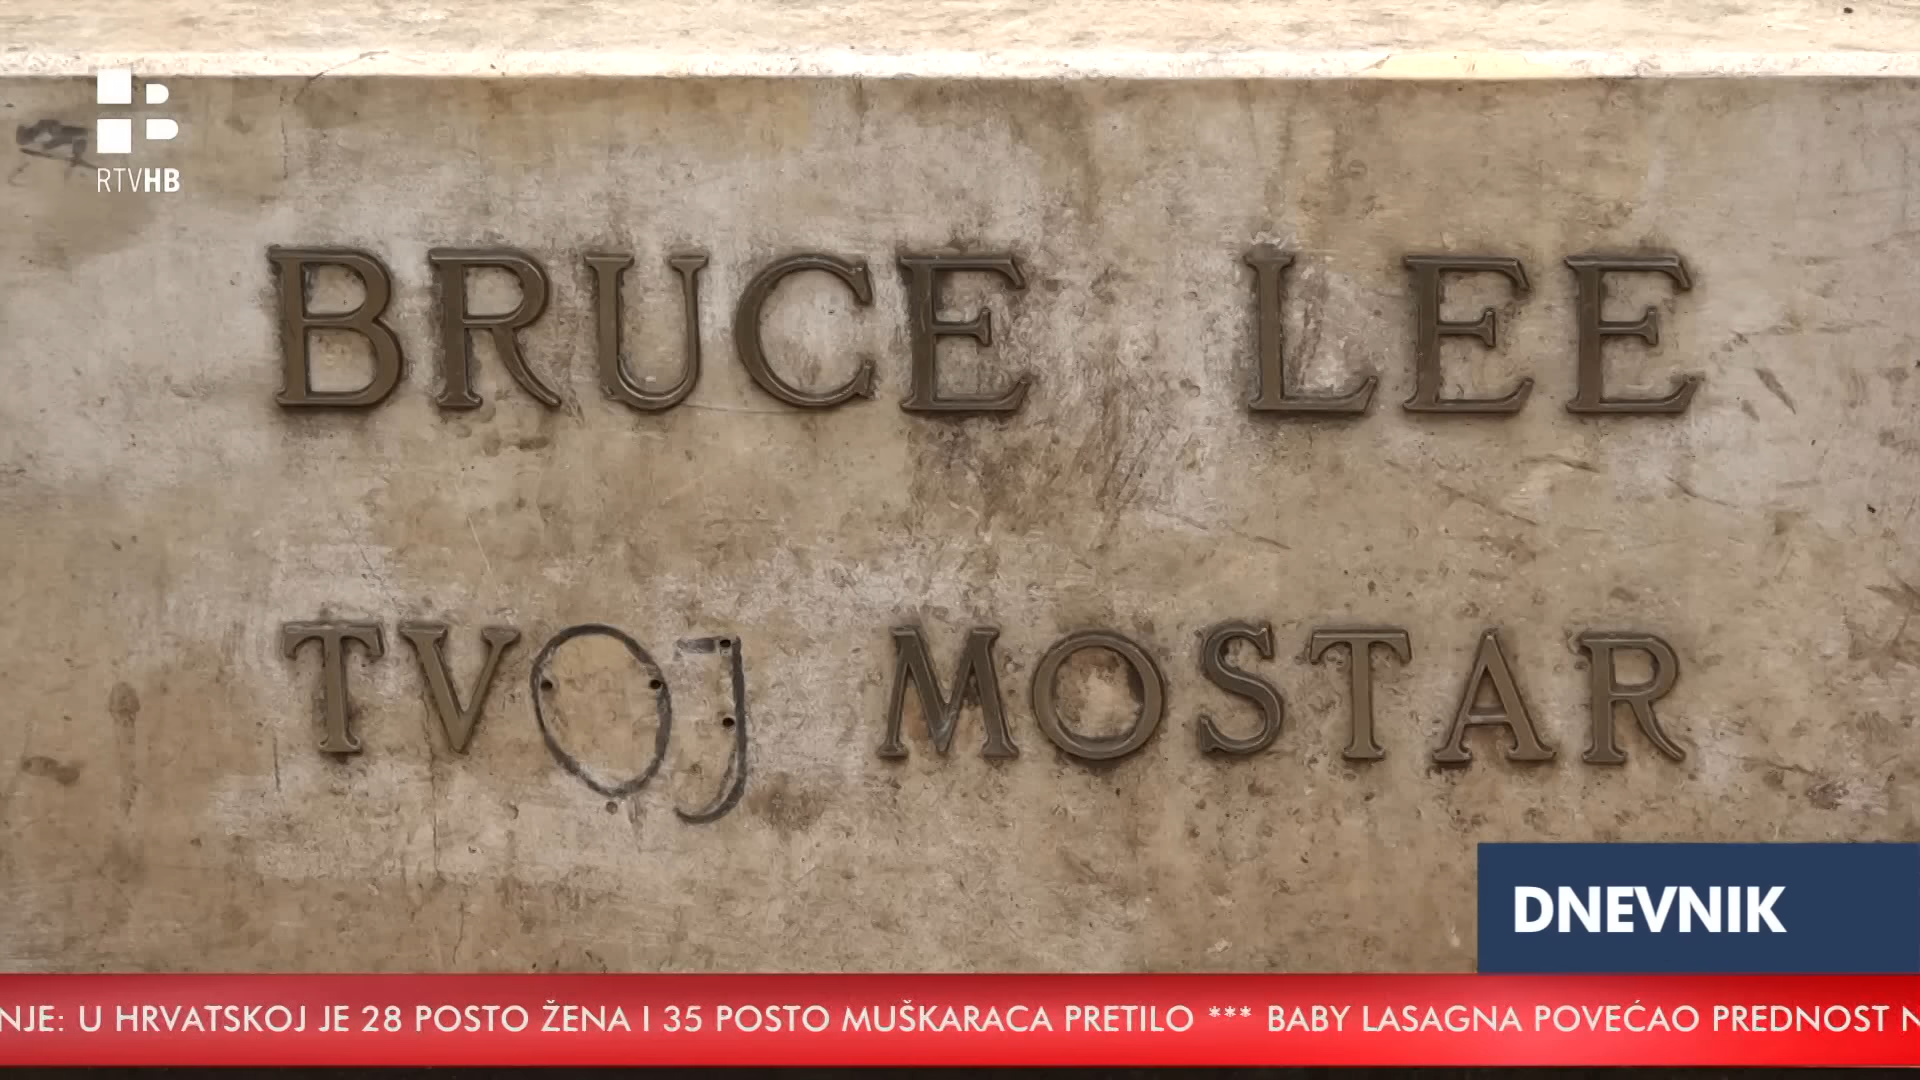 RTVHB
BRUCE LEE
TVOJ MOSTAR
DNEVNIK
NJE: U HRVATSKOJ JE 28 POSTO ŽENA I 35 POSTO MUŠKARACA PRETILO *** BABY LASAGNA POVEĆAO PREDNOST N